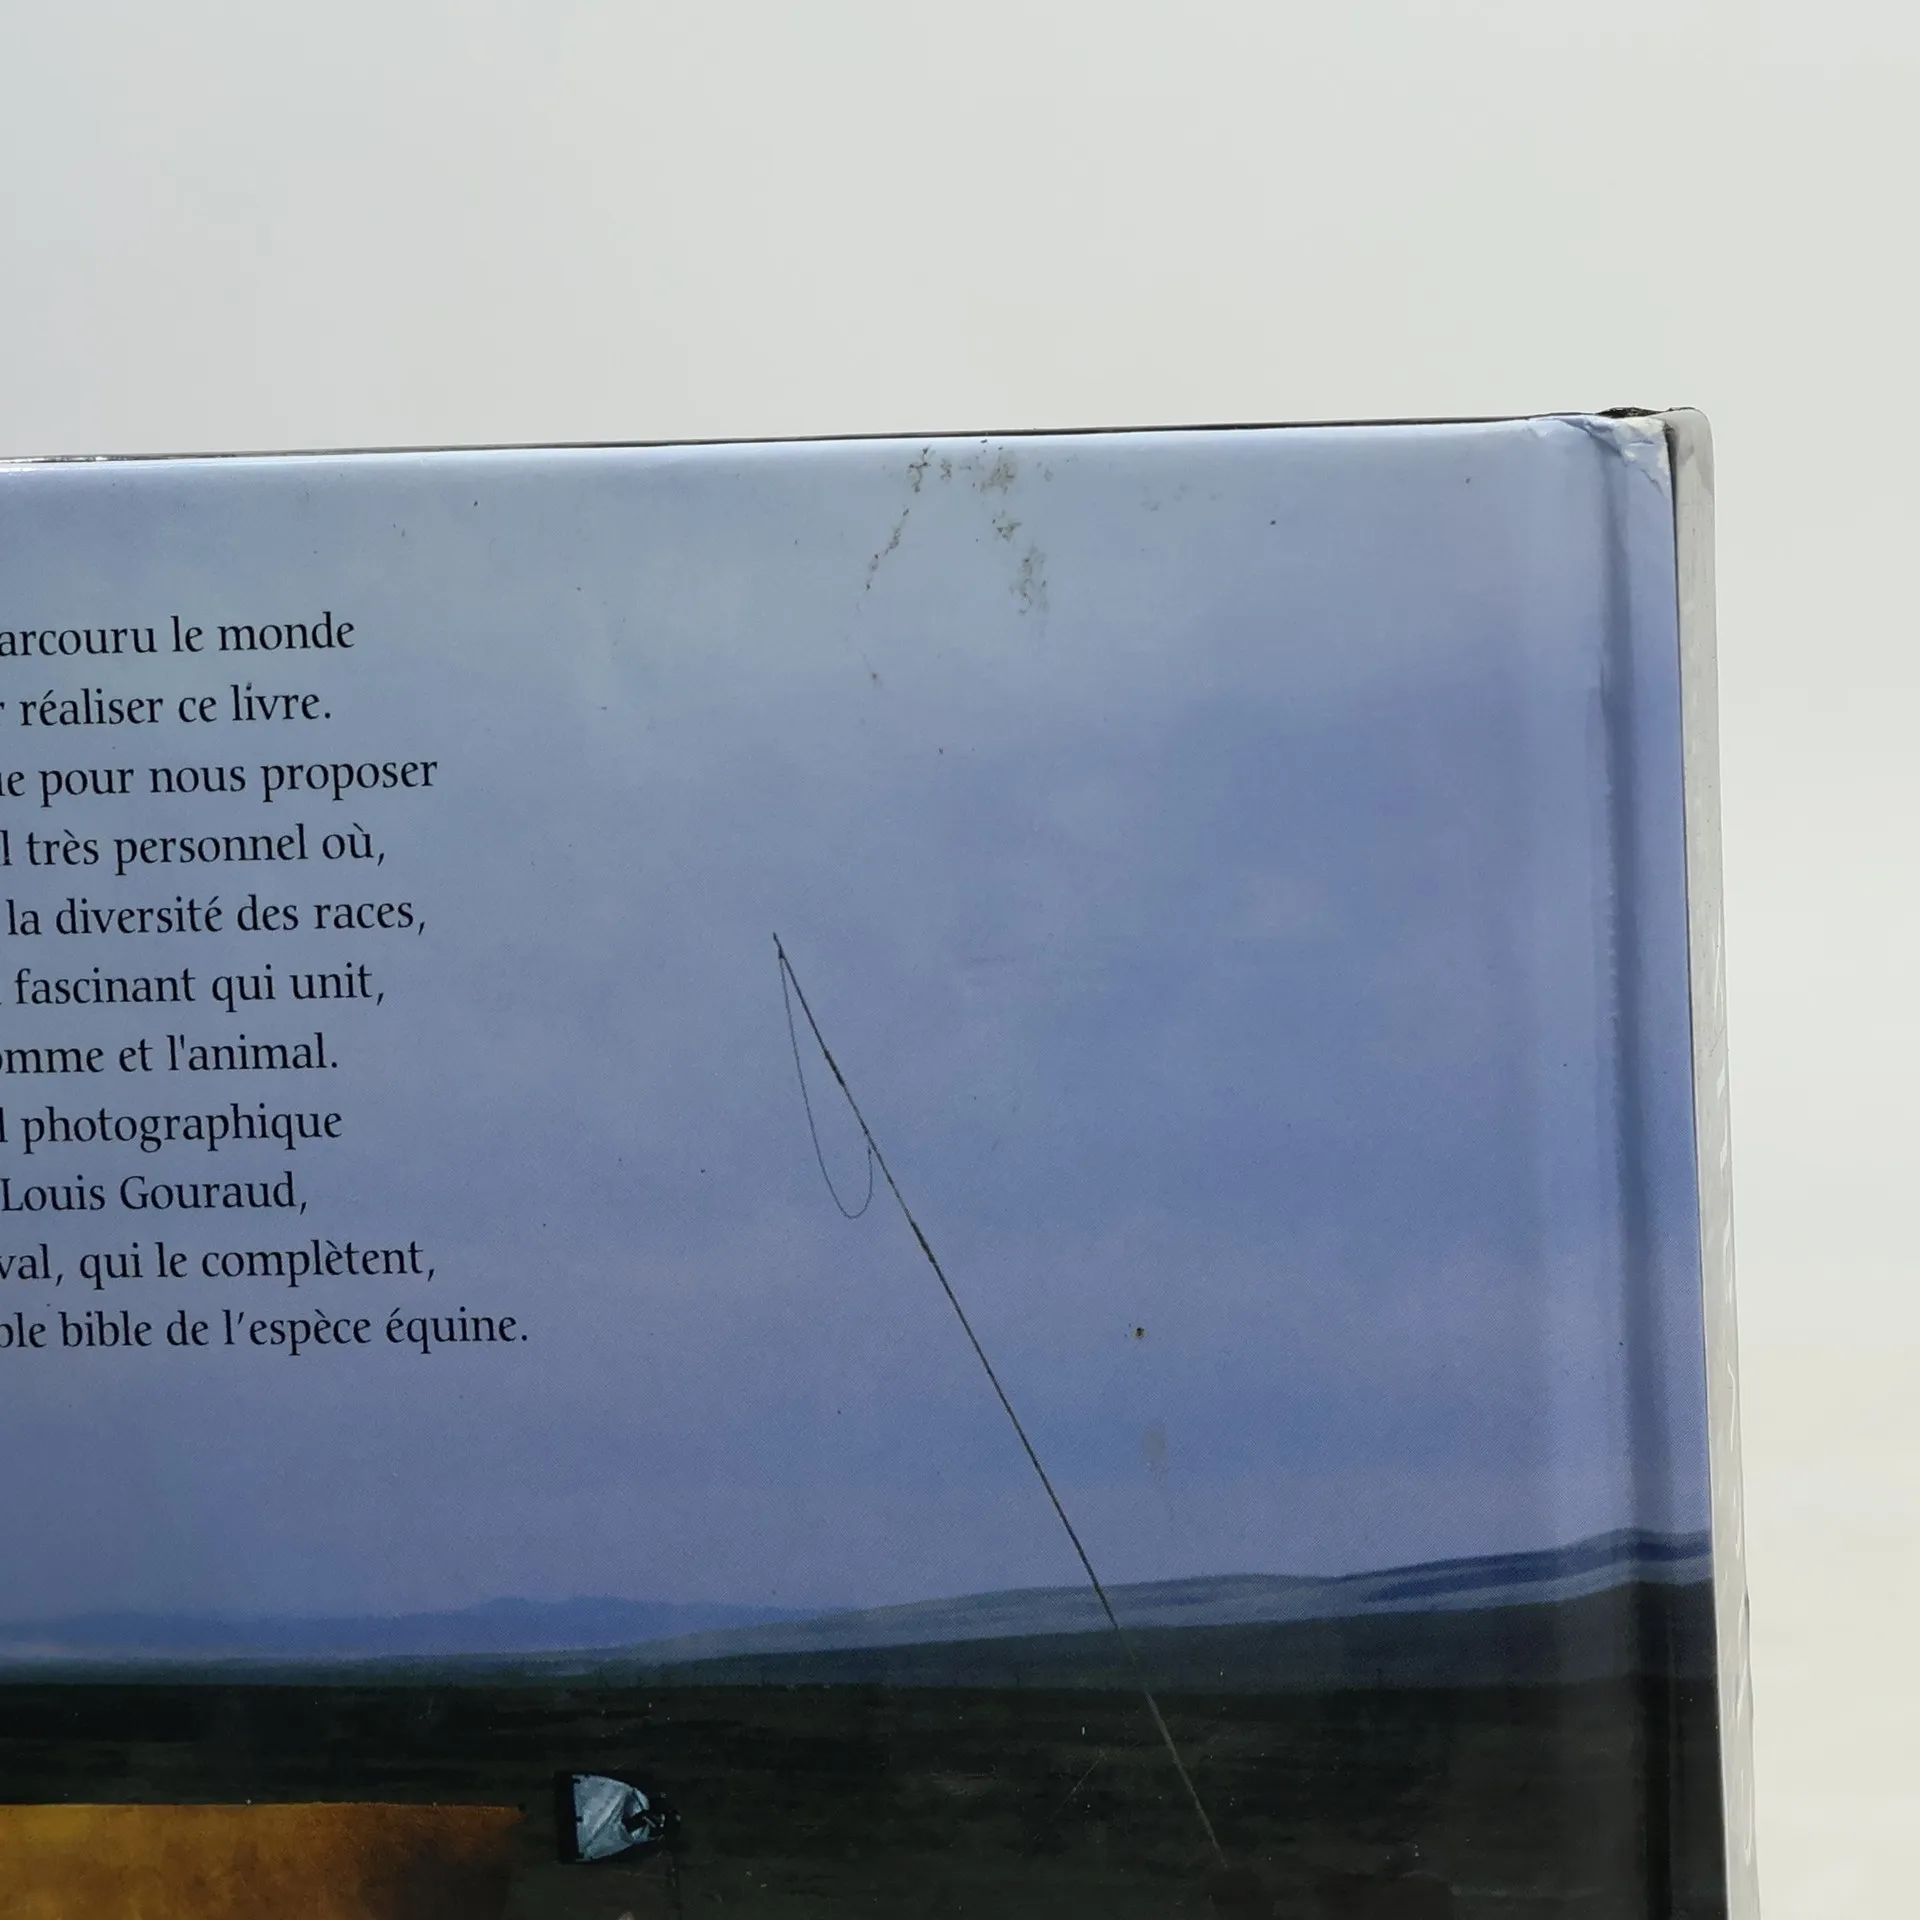 arcouru le monde
r réaliser ce livre.
ue pour nous proposer
l très personnel où,
la diversité des races,
fascinant qui unit,
omme et l'animal.
l photographique
Louis Gouraud,
val, qui le complètent,
ble bible de l'espèce équine.